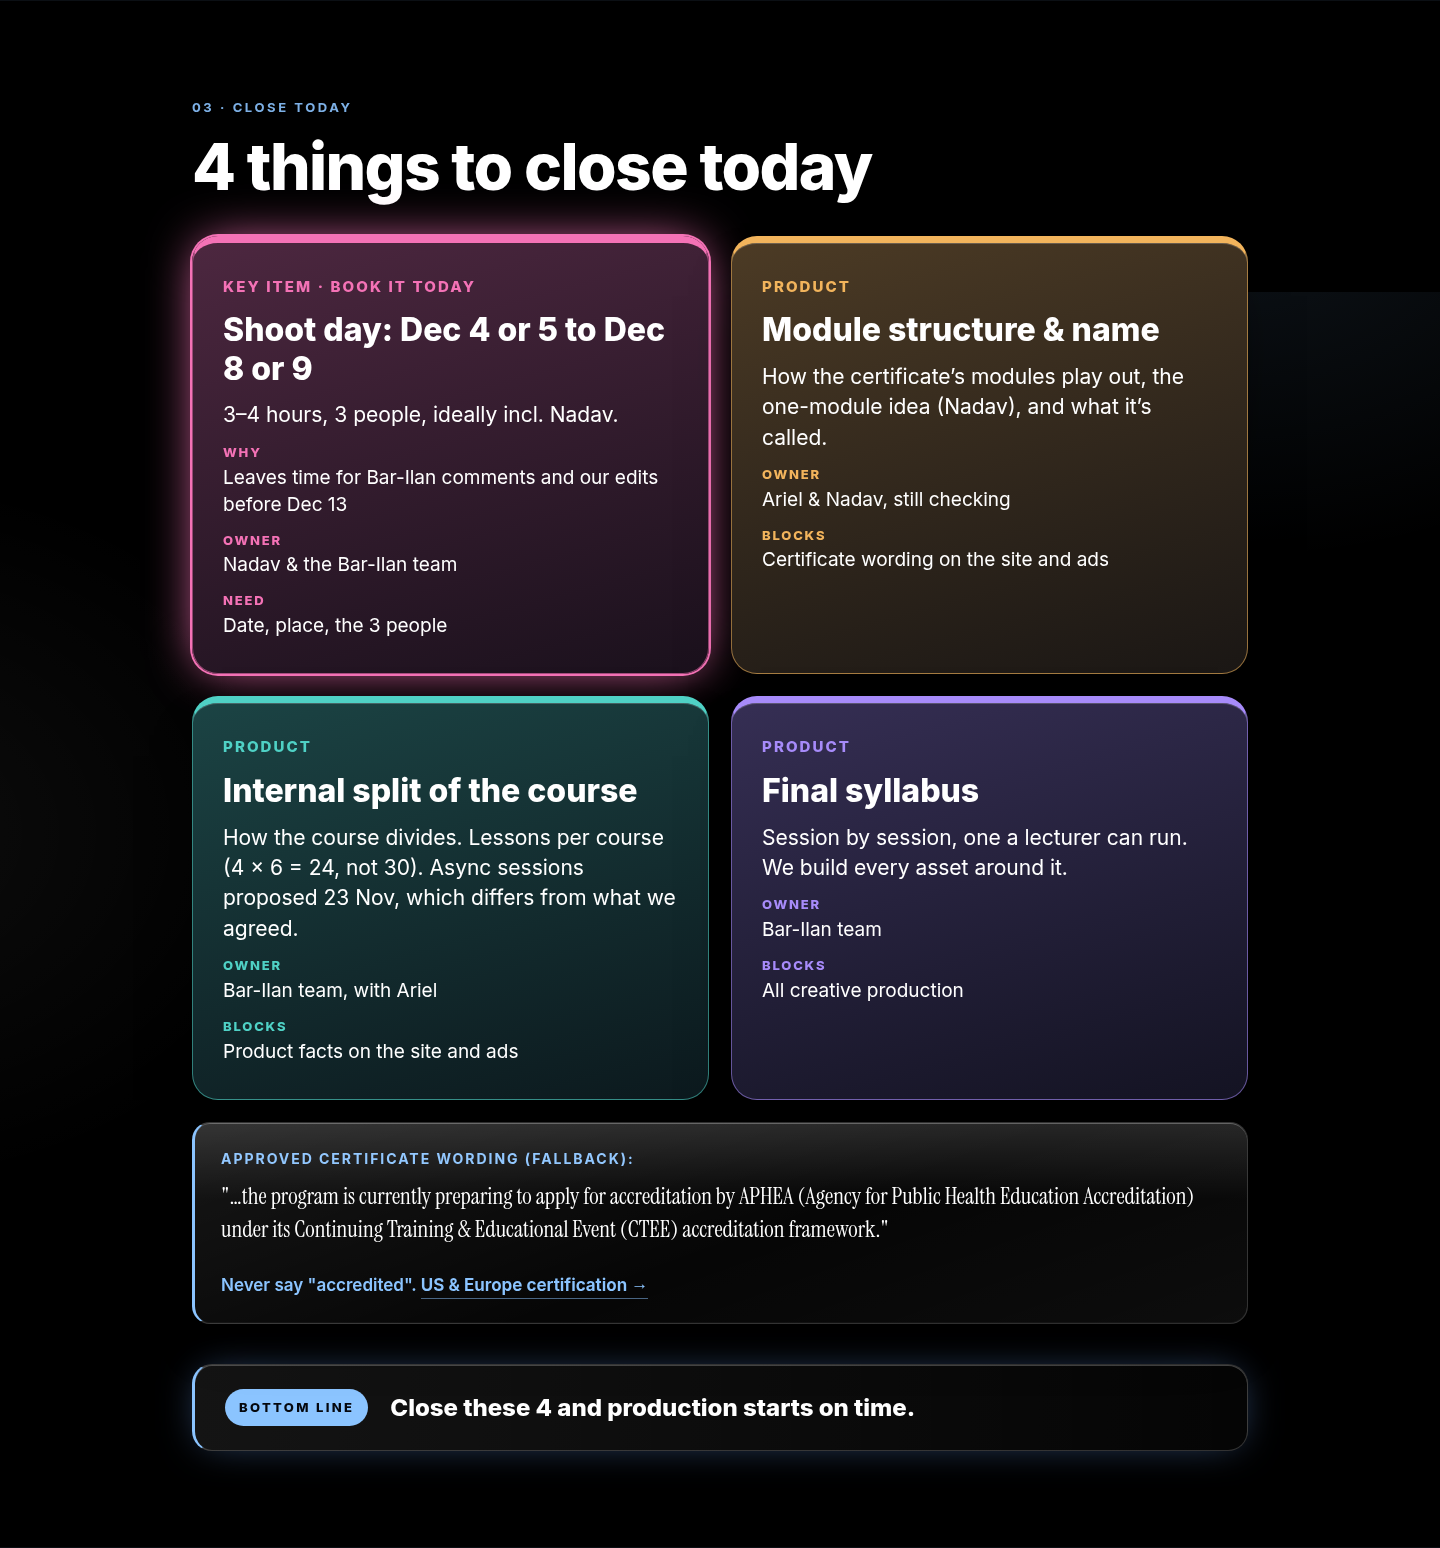 03 · CLOSE TODAY
4 things to close today
KEY ITEM · BOOK IT TODAY
Shoot day: Dec 4 or 5 to Dec
8 or 9
3–4 hours, 3 people, ideally incl. Nadav.
WHY
Leaves time for Bar-Ilan comments and our edits
before Dec 13
OWNER
Nadav & the Bar-Ilan team
NEED
Date, place, the 3 people
PRODUCT
Module structure & name
How the certificate’s modules play out, the
one-module idea (Nadav), and what it’s
called.
OWNER
Ariel & Nadav, still checking
BLOCKS
Certificate wording on the site and ads
PRODUCT
Internal split of the course
How the course divides. Lessons per course
(4 × 6 = 24, not 30). Async sessions
proposed 23 Nov, which differs from what we
agreed.
OWNER
Bar-Ilan team, with Ariel
BLOCKS
Product facts on the site and ads
PRODUCT
Final syllabus
Session by session, one a lecturer can run.
We build every asset around it.
OWNER
Bar-Ilan team
BLOCKS
All creative production
APPROVED CERTIFICATE WORDING (FALLBACK):
"...the program is currently preparing to apply for accreditation by APHEA (Agency for Public Health Education Accreditation)
under its Continuing Training & Educational Event (CTEE) accreditation framework."
Never say "accredited". US & Europe certification →
BOTTOM LINE Close these 4 and production starts on time.